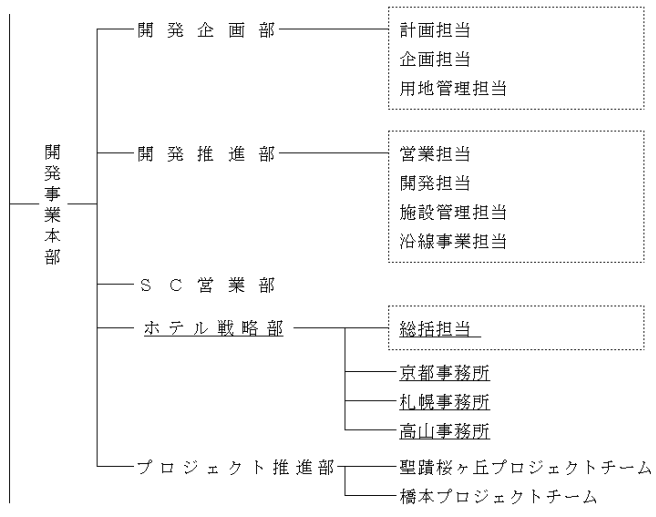 開発事業本部
開発企画部
計画担当
企画担当
用地管理担当
開発推進部
営業担当
開発担当
施設管理担当
沿線事業担当
ＳＣ営業部
ホテル戦略部
総括担当
京都事務所
札幌事務所
高山事務所
プロジェクト推進部
聖蹟桜ヶ丘プロジェクトチーム
橋本プロジェクトチーム